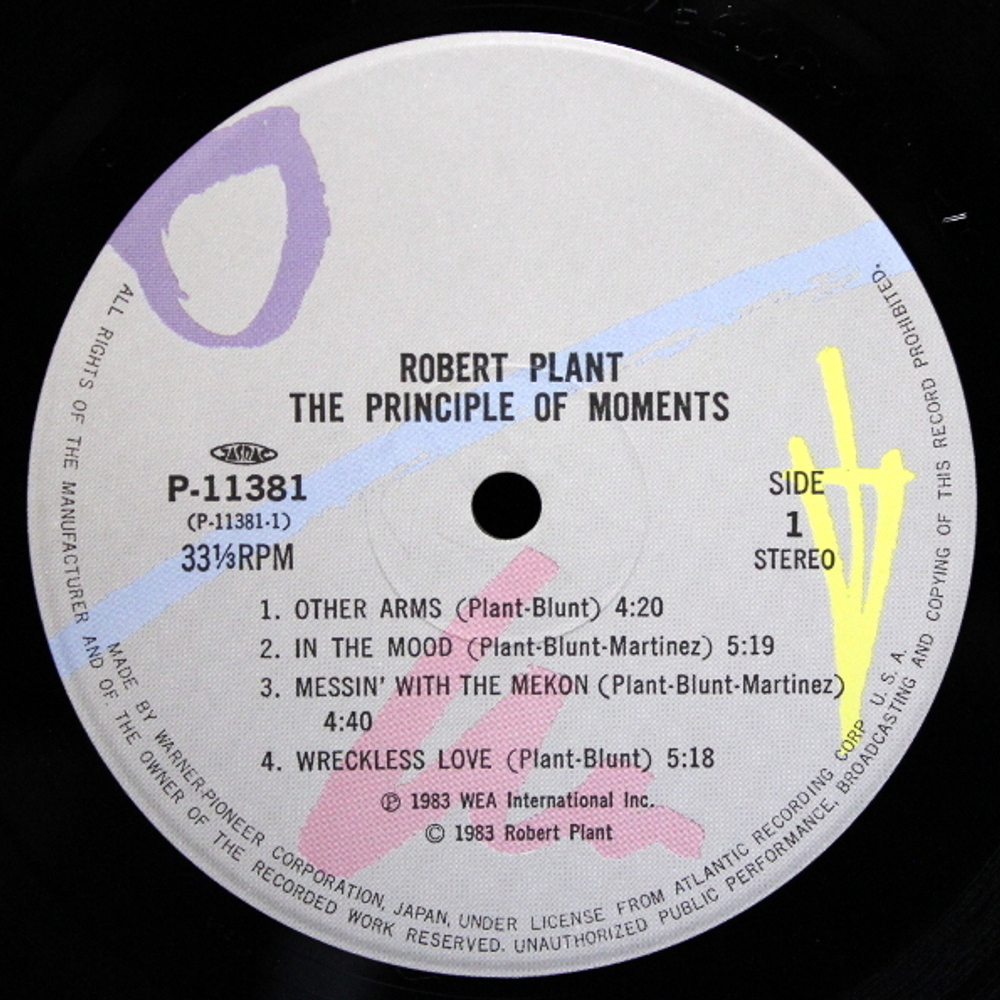 ROBERT PLANT
THE PRINCIPLE OF MOMENTS
JASRAC
P-11381
(P-11381-1)
33⅓RPM
SIDE
1
STEREO
1. OTHER ARMS (Plant-Blunt) 4:20
2. IN THE MOOD (Plant-Blunt-Martinez) 5:19
3. MESSIN' WITH THE MEKON (Plant-Blunt-Martinez)
4:40
4. WRECKLESS LOVE (Plant-Blunt) 5:18
Ⓟ 1983 WEA International Inc.
© 1983 Robert Plant
MADE BY WARNER-PIONEER CORPORATION, JAPAN, UNDER LICENSE FROM ATLANTIC RECORDING CORP U. S. A.
ALL RIGHTS OF THE MANUFACTURER AND OF THE OWNER OF THE RECORDED WORK RESERVED. UNAUTHORIZED PUBLIC PERFORMANCE, BROADCASTING AND COPYING OF THIS RECORD PROHIBITED.